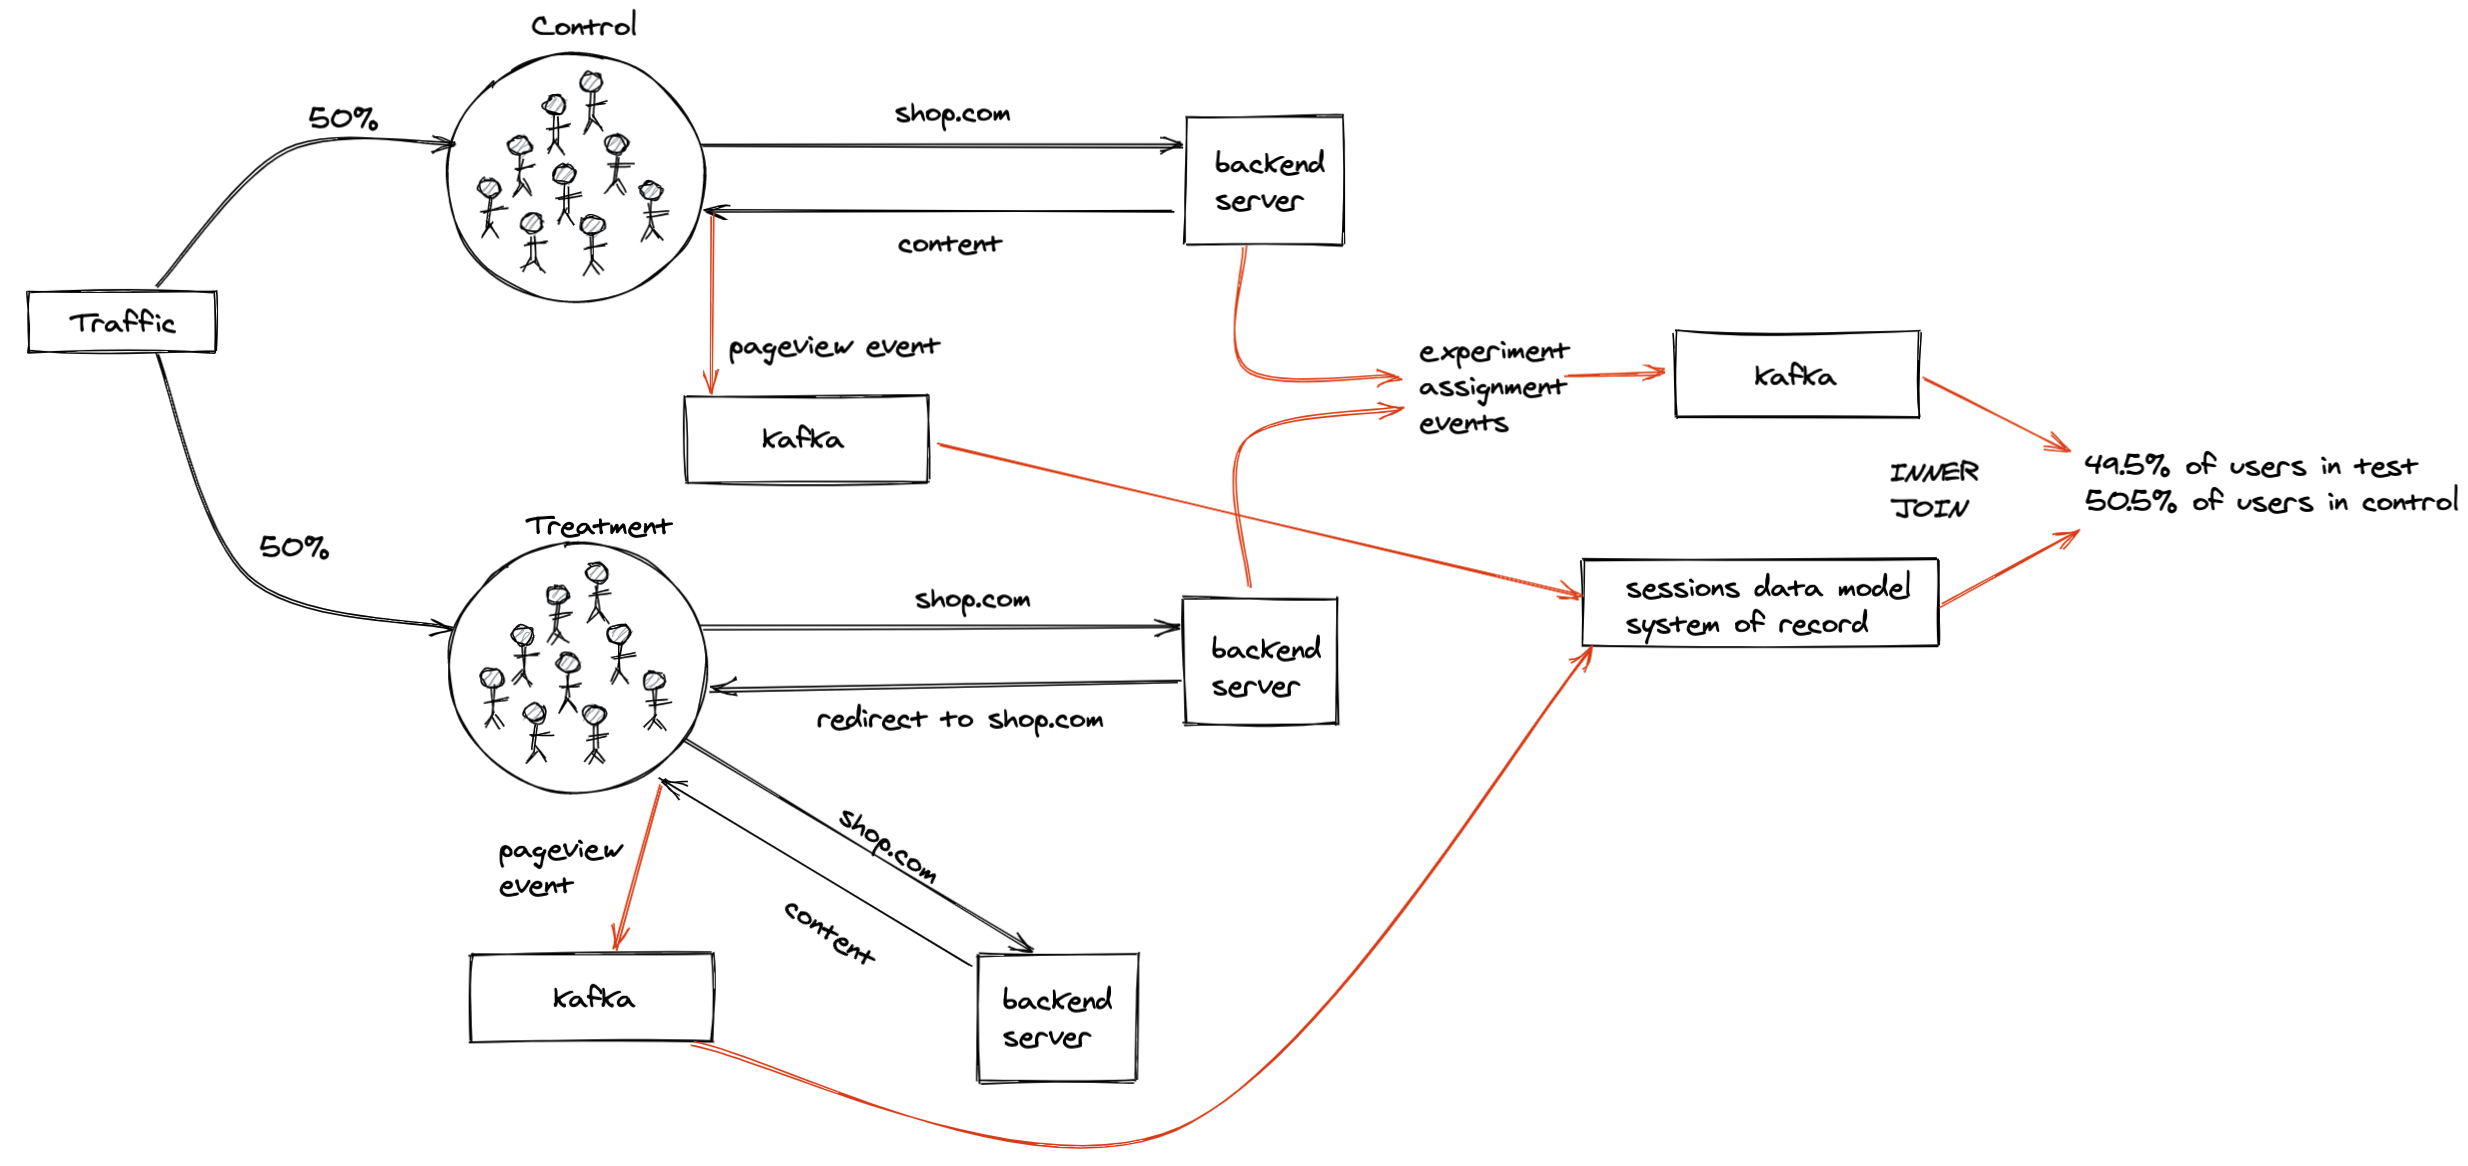 Control
50%
shop.com
backend
server
content
Traffic
pageview event
kafka
experiment
assignment
events
kafka
INNER
JOIN
49.5% of users in test
50.5% of users in control
50%
Treatment
shop.com
backend
server
redirect to shop.com
sessions data model
system of record
shop.com
content
pageview
event
kafka
backend
server